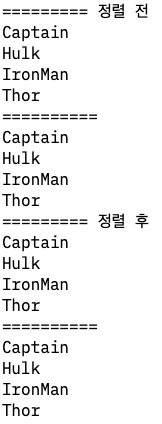 ========= 정렬 전
Captain
Hulk
IronMan
Thor
==========
Captain
Hulk
IronMan
Thor
========= 정렬 후
Captain
Hulk
IronMan
Thor
==========
Captain
Hulk
IronMan
Thor